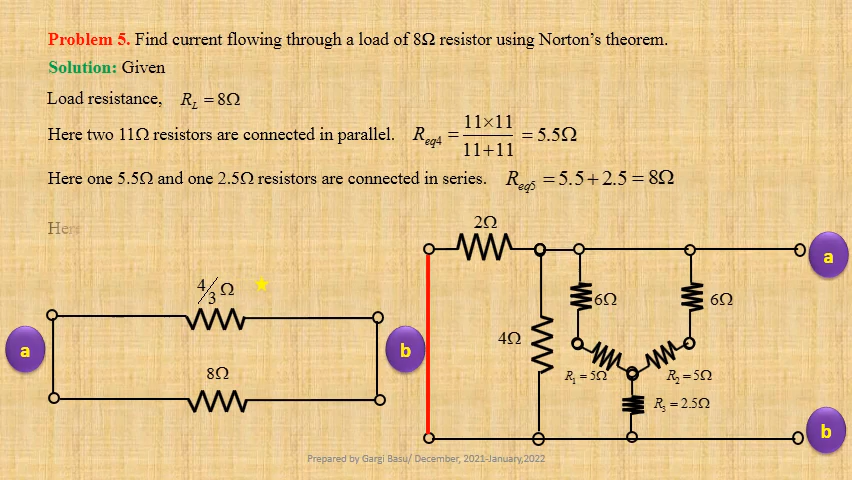 Problem 5. Find current flowing through a load of 8Ω resistor using Norton's theorem.
Solution: Given
Load resistance, R_L = 8Ω
Here two 11Ω resistors are connected in parallel. R_eq4 = (11×11)/(11+11) = 5.5Ω
Here one 5.5Ω and one 2.5Ω resistors are connected in series. R_eq5 = 5.5+2.5 = 8Ω
Here
2Ω
a
4/3 Ω
6Ω
6Ω
4Ω
a
b
8Ω
R₁ = 5Ω
R₂ = 5Ω
R₃ = 2.5Ω
b
Prepared by Gargi Basu/ December, 2021-January,2022